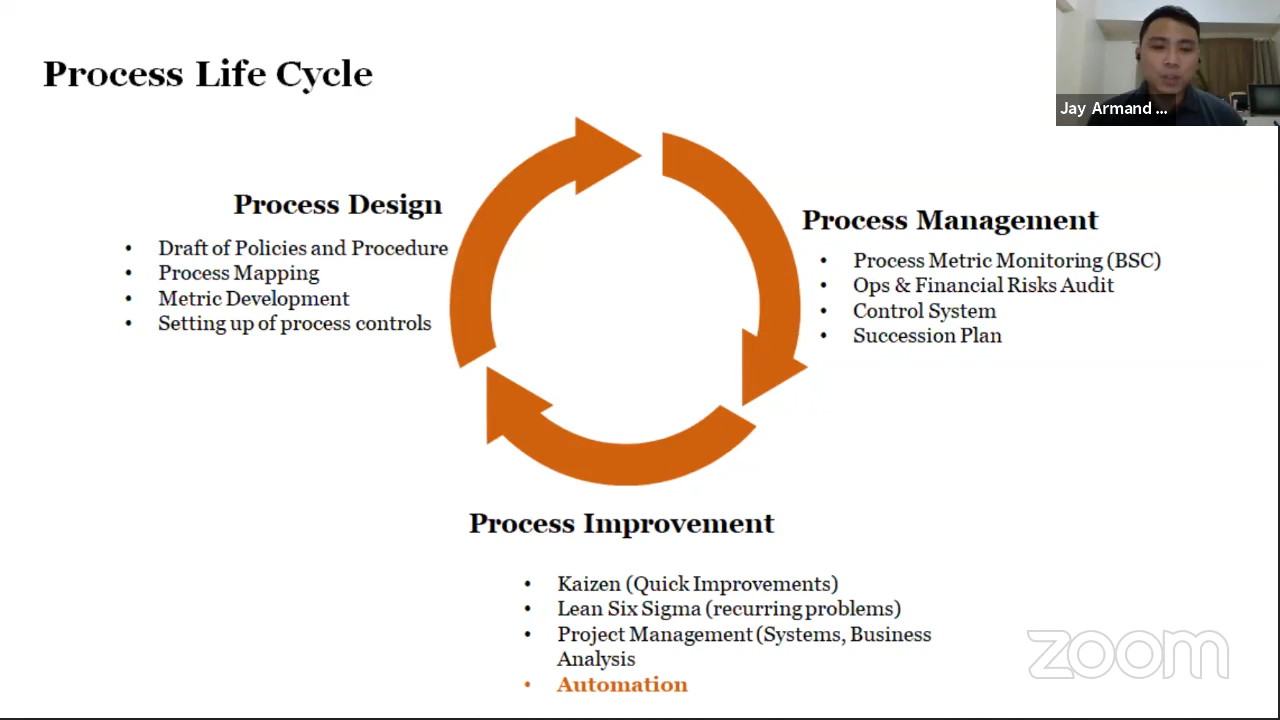 Process Life Cycle
Jay Armand ...
Process Design
• Draft of Policies and Procedure
• Process Mapping
• Metric Development
• Setting up of process controls
Process Management
• Process Metric Monitoring (BSC)
• Ops & Financial Risks Audit
• Control System
• Succession Plan
Process Improvement
• Kaizen (Quick Improvements)
• Lean Six Sigma (recurring problems)
• Project Management (Systems, Business
Analysis
• Automation
zoom